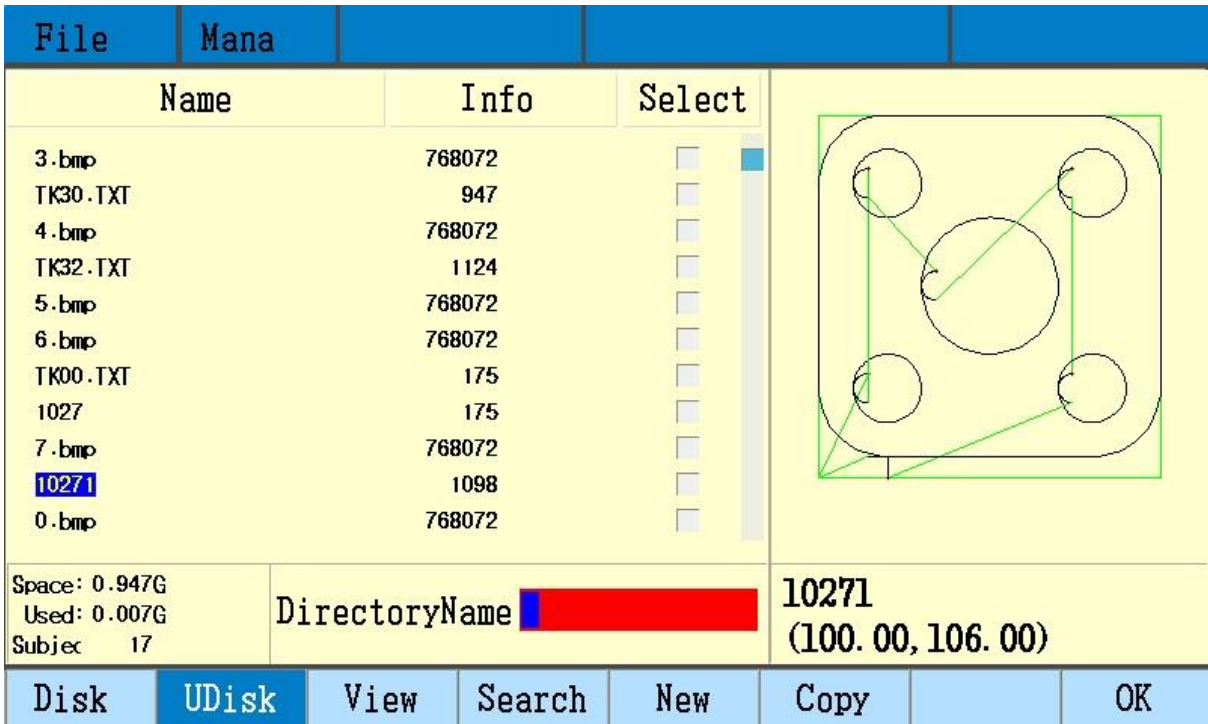 File Mana
Name Info Select
3.bmp 768072
TK30.TXT 947
4.bmp 768072
TK32.TXT 1124
5.bmp 768072
6.bmp 768072
TK00.TXT 175
1027 175
7.bmp 768072
10271 1098
0.bmp 768072
Space: 0.947G
Used: 0.007G
Subjec 17
DirectoryName
10271
(100.00,106.00)
Disk UDisk View Search New Copy OK